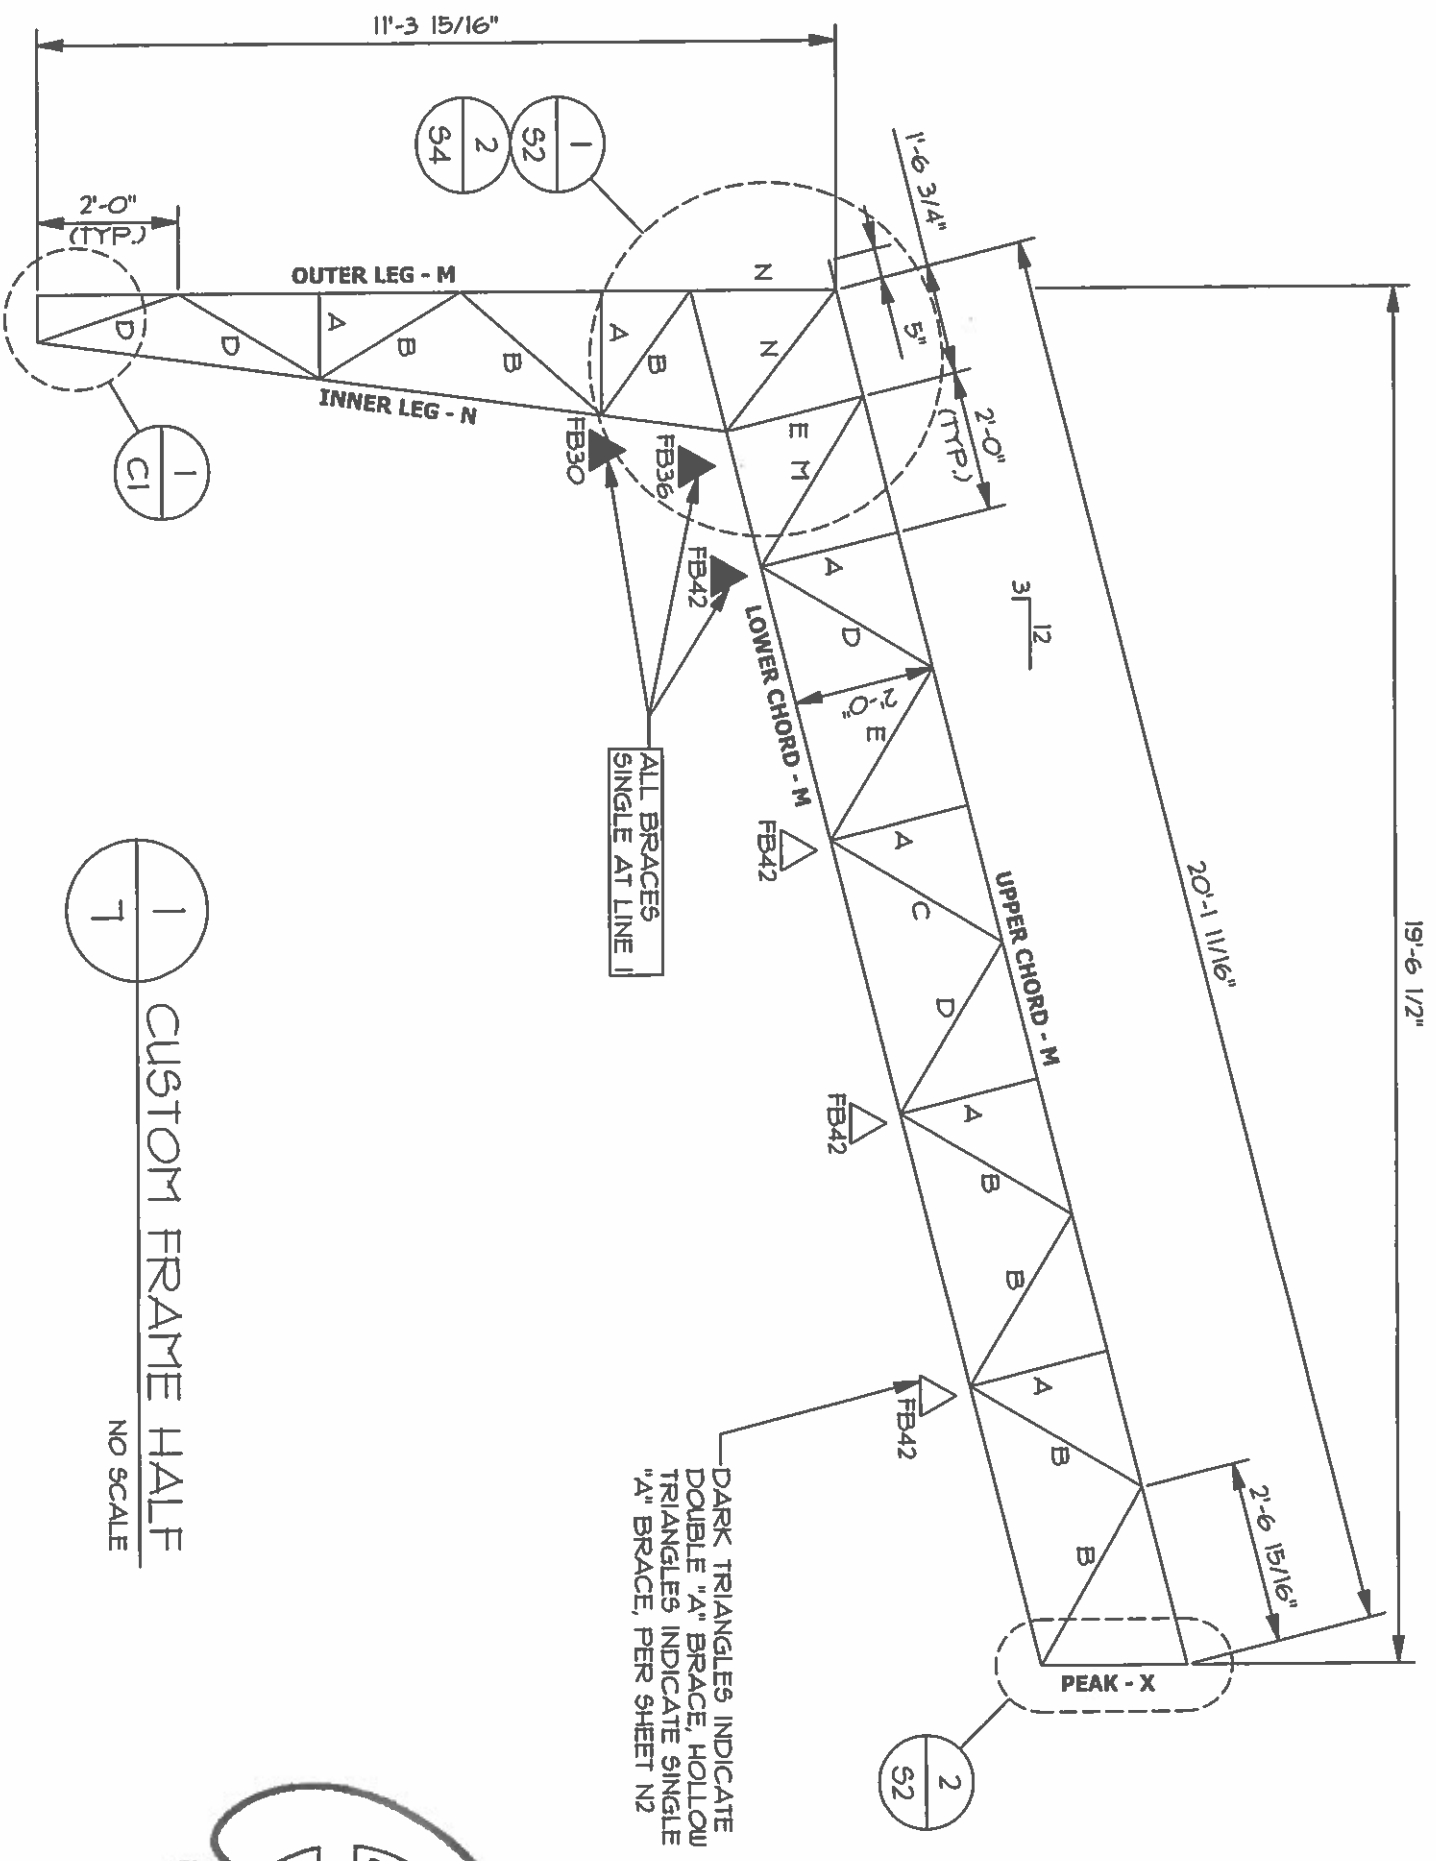 19'-6 1/2"
20'-1 11/16"
2'-6 15/16"
1'-6 3/4"
5"
2'-0"
(TYP.)
12
3
11'-3 15/16"
1
S2
2
S4
2'-0"
(TYP.)
OUTER LEG - M
INNER LEG - N
D
D
A
B
B
A
B
N
N
E
M
A
D
2'-0"
E
A
C
D
A
B
B
A
B
B
UPPER CHORD - M
LOWER CHORD - M
PEAK - X
2
S2
1
C1
FB30
FB36
FB42
FB42
FB42
FB42
ALL BRACES
SINGLE AT LINE 1
DARK TRIANGLES INDICATE
DOUBLE "A" BRACE, HOLLOW
TRIANGLES INDICATE SINGLE
"A" BRACE, PER SHEET N2
1
7
CUSTOM FRAME HALF
NO SCALE